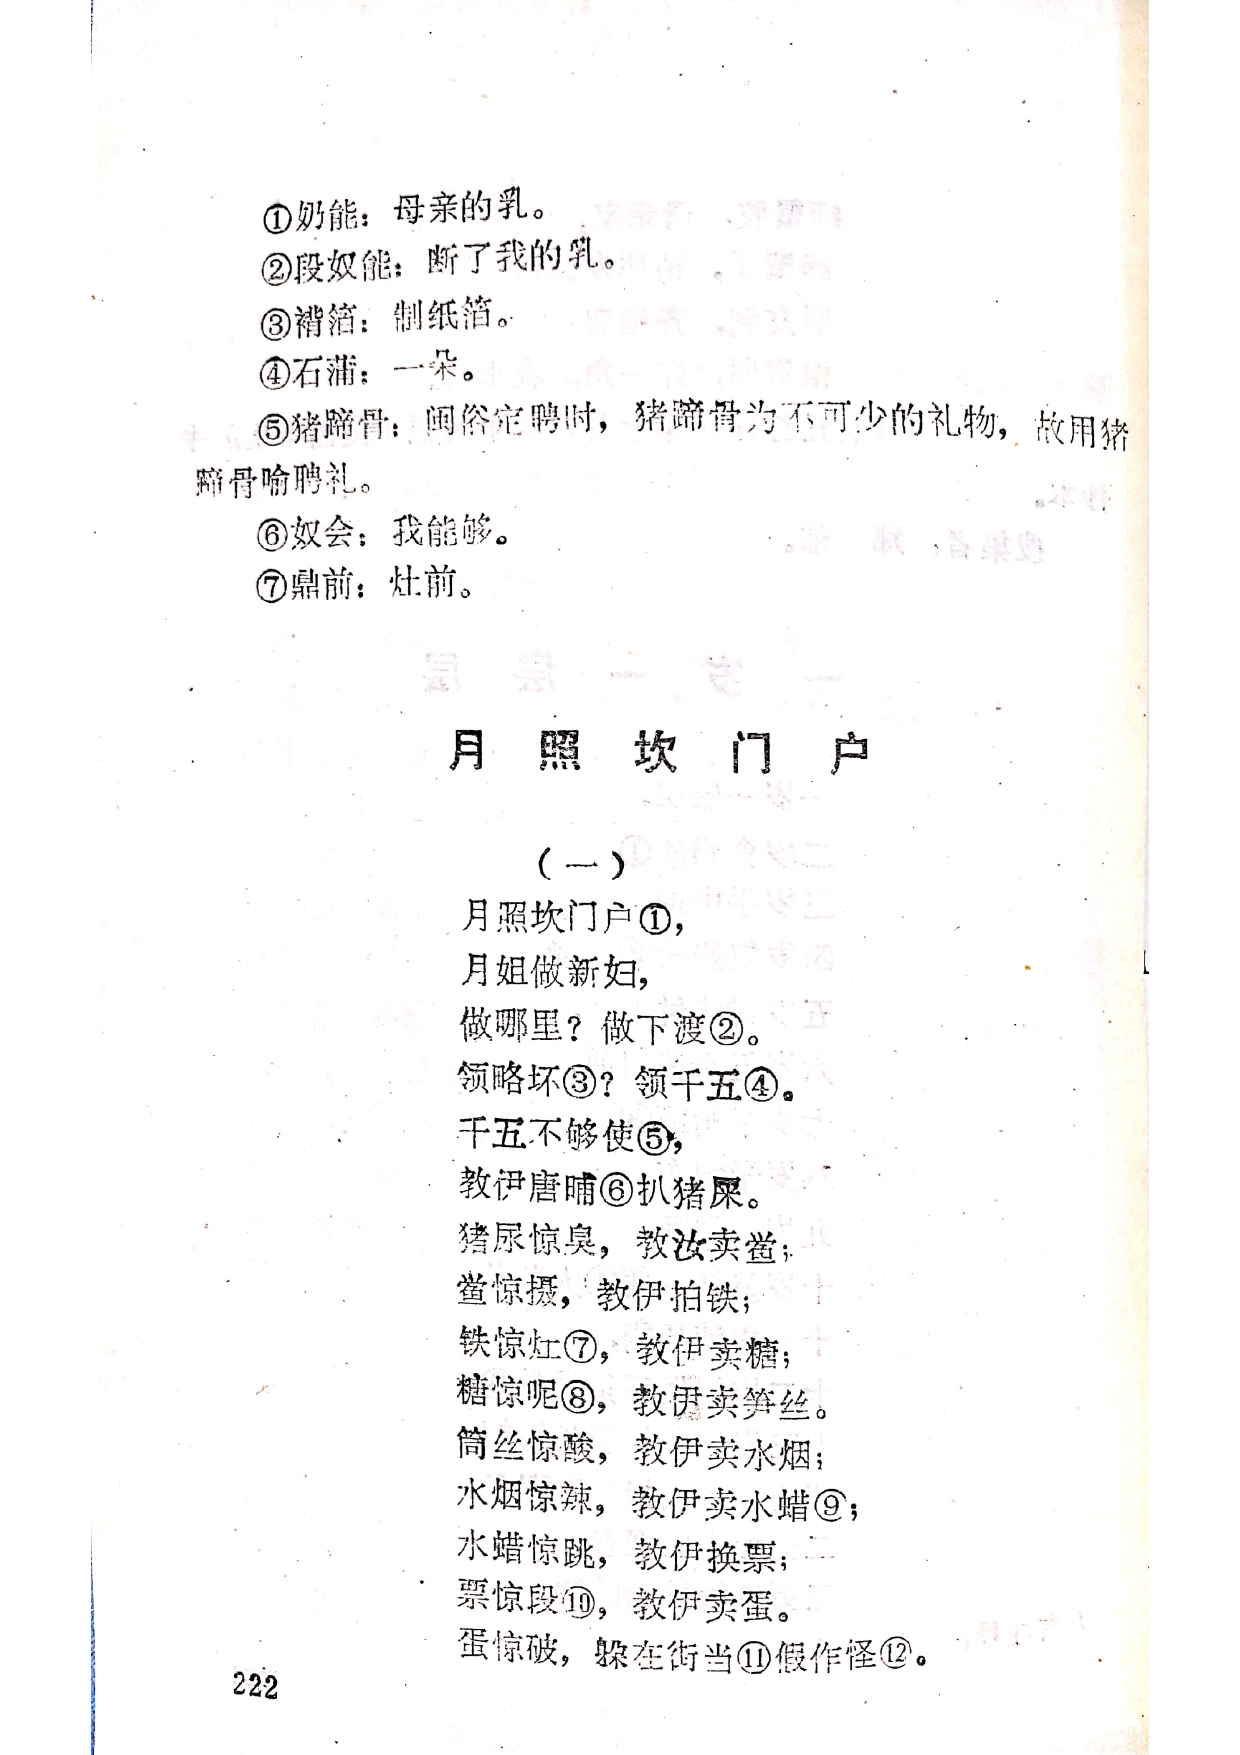 ①奶能：母亲的乳。
②段奴能：断了我的乳。
③褙箔：制纸箔。
④石蒲：一朵。
⑤猪蹄骨：闽俗定聘时，猪蹄骨为不可少的礼物，故用猪
蹄骨喻聘礼。
⑥奴会：我能够。
⑦鼎前：灶前。
月照坎门户
（一）
月照坎门户①，
月姐做新妇，
做哪里？做下渡②。
领略坏③？领千五④。
千五不够使⑤，
教伊唐晡⑥扒猪屎。
猪尿惊臭，教汝卖鲎；
鲎惊摄，教伊拍铁；
铁惊灶⑦，教伊卖糖；
糖惊呢⑧，教伊卖笋丝。
筒丝惊酸，教伊卖水烟；
水烟惊辣，教伊卖水蜡⑨；
水蜡惊跳，教伊换票；
票惊段⑩，教伊卖蛋。
蛋惊破，躲在街当⑪假作怪⑫。
222